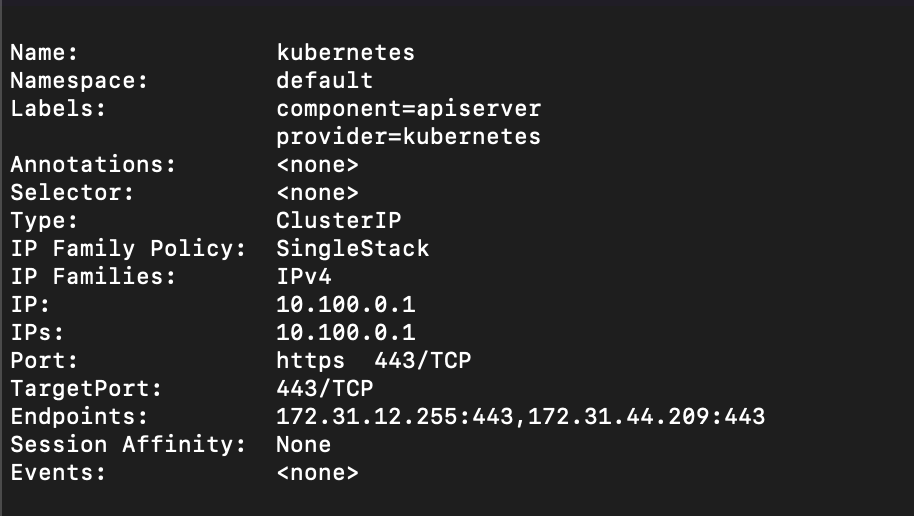 Name: kubernetes
Namespace: default
Labels: component=apiserver
provider=kubernetes
Annotations: <none>
Selector: <none>
Type: ClusterIP
IP Family Policy: SingleStack
IP Families: IPv4
IP: 10.100.0.1
IPs: 10.100.0.1
Port: https 443/TCP
TargetPort: 443/TCP
Endpoints: 172.31.12.255:443,172.31.44.209:443
Session Affinity: None
Events: <none>